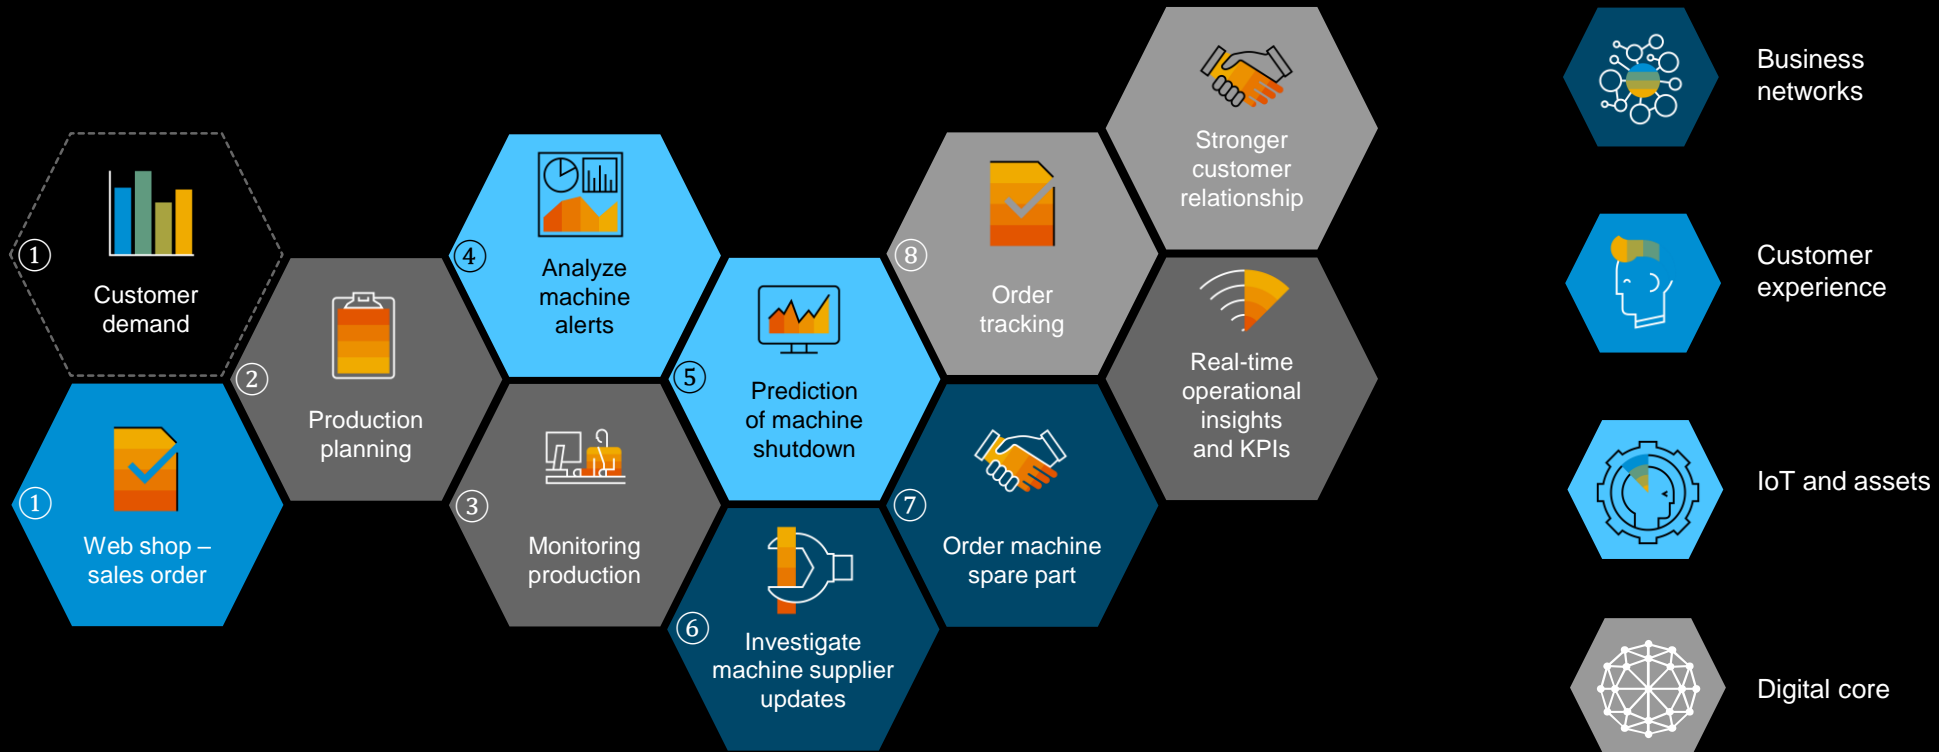 ①
Customer
demand
①
Web shop –
sales order
②
Production
planning
③
Monitoring
production
④
Analyze
machine
alerts
⑤
Prediction
of machine
shutdown
⑥
Investigate
machine supplier
updates
⑦
Order machine
spare part
⑧
Order
tracking
Stronger
customer
relationship
Real-time
operational
insights
and KPIs
Business
networks
Customer
experience
IoT and assets
Digital core